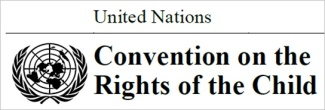 United Nations
Convention on the
Rights of the Child